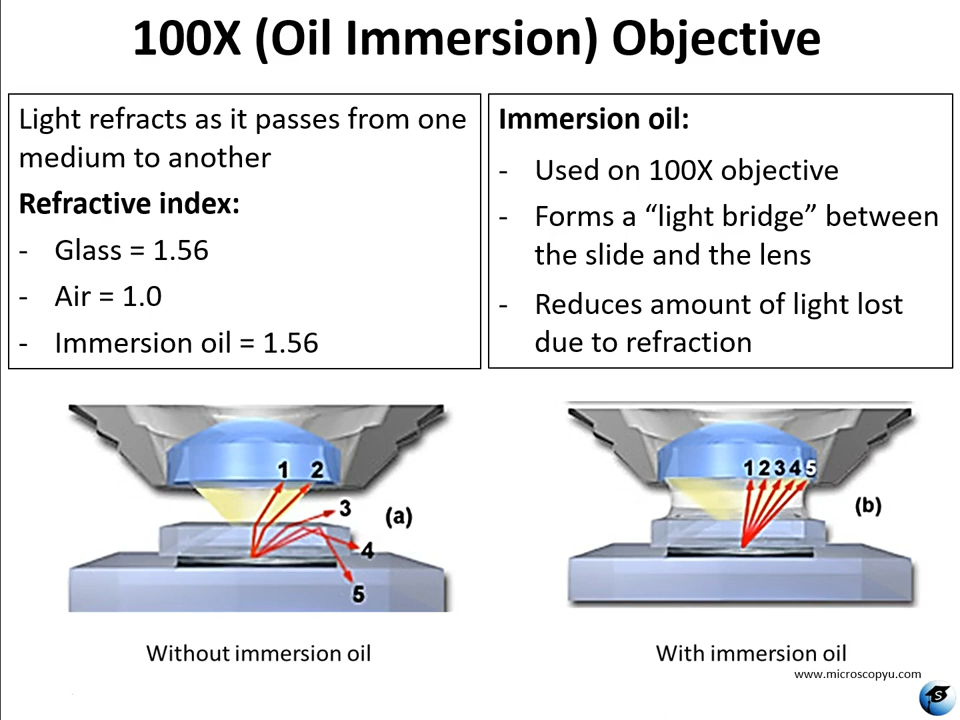 100X (Oil Immersion) Objective
Light refracts as it passes from one
medium to another
Refractive index:
- Glass = 1.56
- Air = 1.0
- Immersion oil = 1.56
Immersion oil:
- Used on 100X objective
- Forms a “light bridge” between
the slide and the lens
- Reduces amount of light lost
due to refraction
1 2
3
(a)
4
5
1 2 3 4 5
(b)
Without immersion oil
With immersion oil
www.microscopyu.com
S